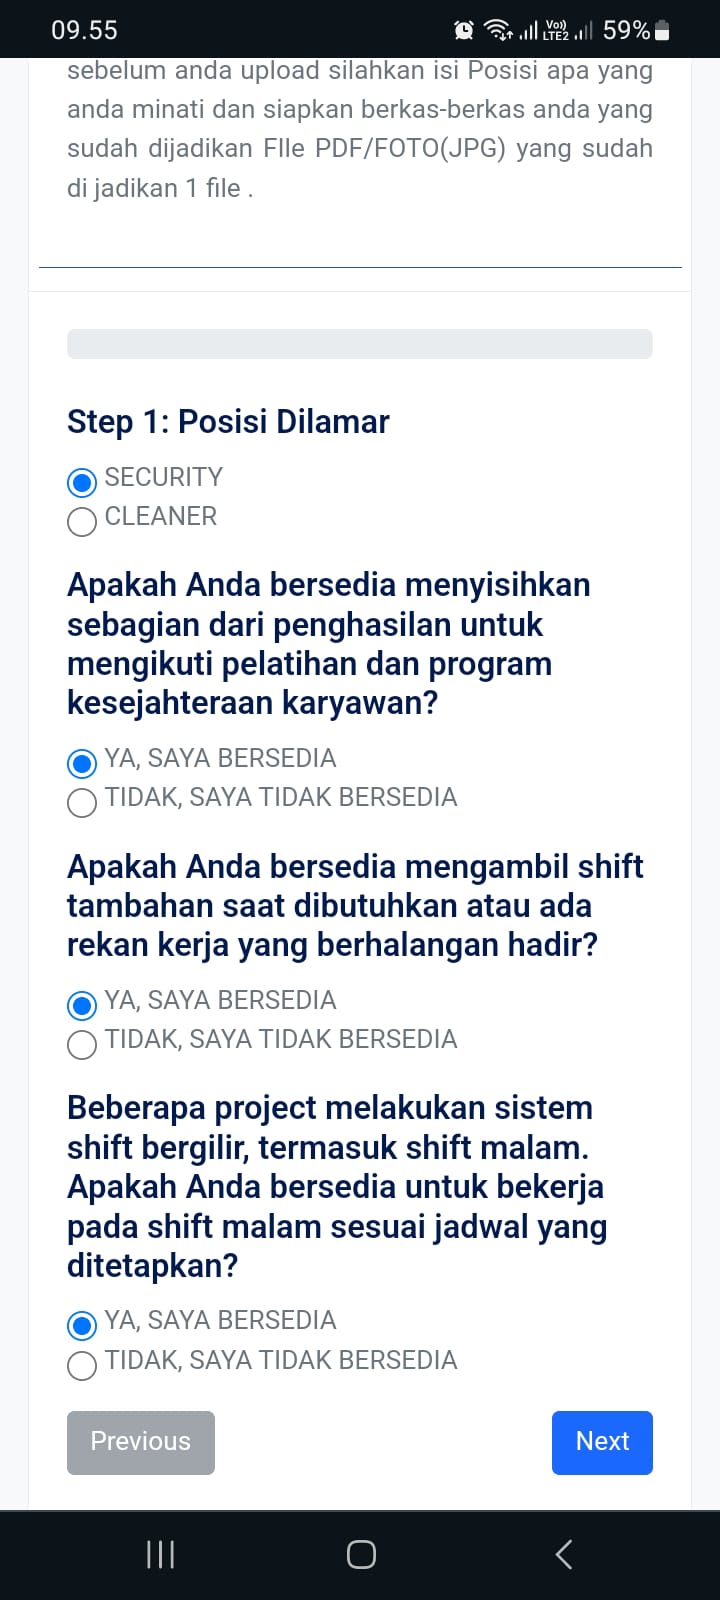 09.55
Vo))
LTE2
59%
sebelum anda upload silahkan isi Posisi apa yang
anda minati dan siapkan berkas-berkas anda yang
sudah dijadikan FIle PDF/FOTO(JPG) yang sudah
di jadikan 1 file .
Step 1: Posisi Dilamar
SECURITY
CLEANER
Apakah Anda bersedia menyisihkan
sebagian dari penghasilan untuk
mengikuti pelatihan dan program
kesejahteraan karyawan?
YA, SAYA BERSEDIA
TIDAK, SAYA TIDAK BERSEDIA
Apakah Anda bersedia mengambil shift
tambahan saat dibutuhkan atau ada
rekan kerja yang berhalangan hadir?
YA, SAYA BERSEDIA
TIDAK, SAYA TIDAK BERSEDIA
Beberapa project melakukan sistem
shift bergilir, termasuk shift malam.
Apakah Anda bersedia untuk bekerja
pada shift malam sesuai jadwal yang
ditetapkan?
YA, SAYA BERSEDIA
TIDAK, SAYA TIDAK BERSEDIA
Previous
Next